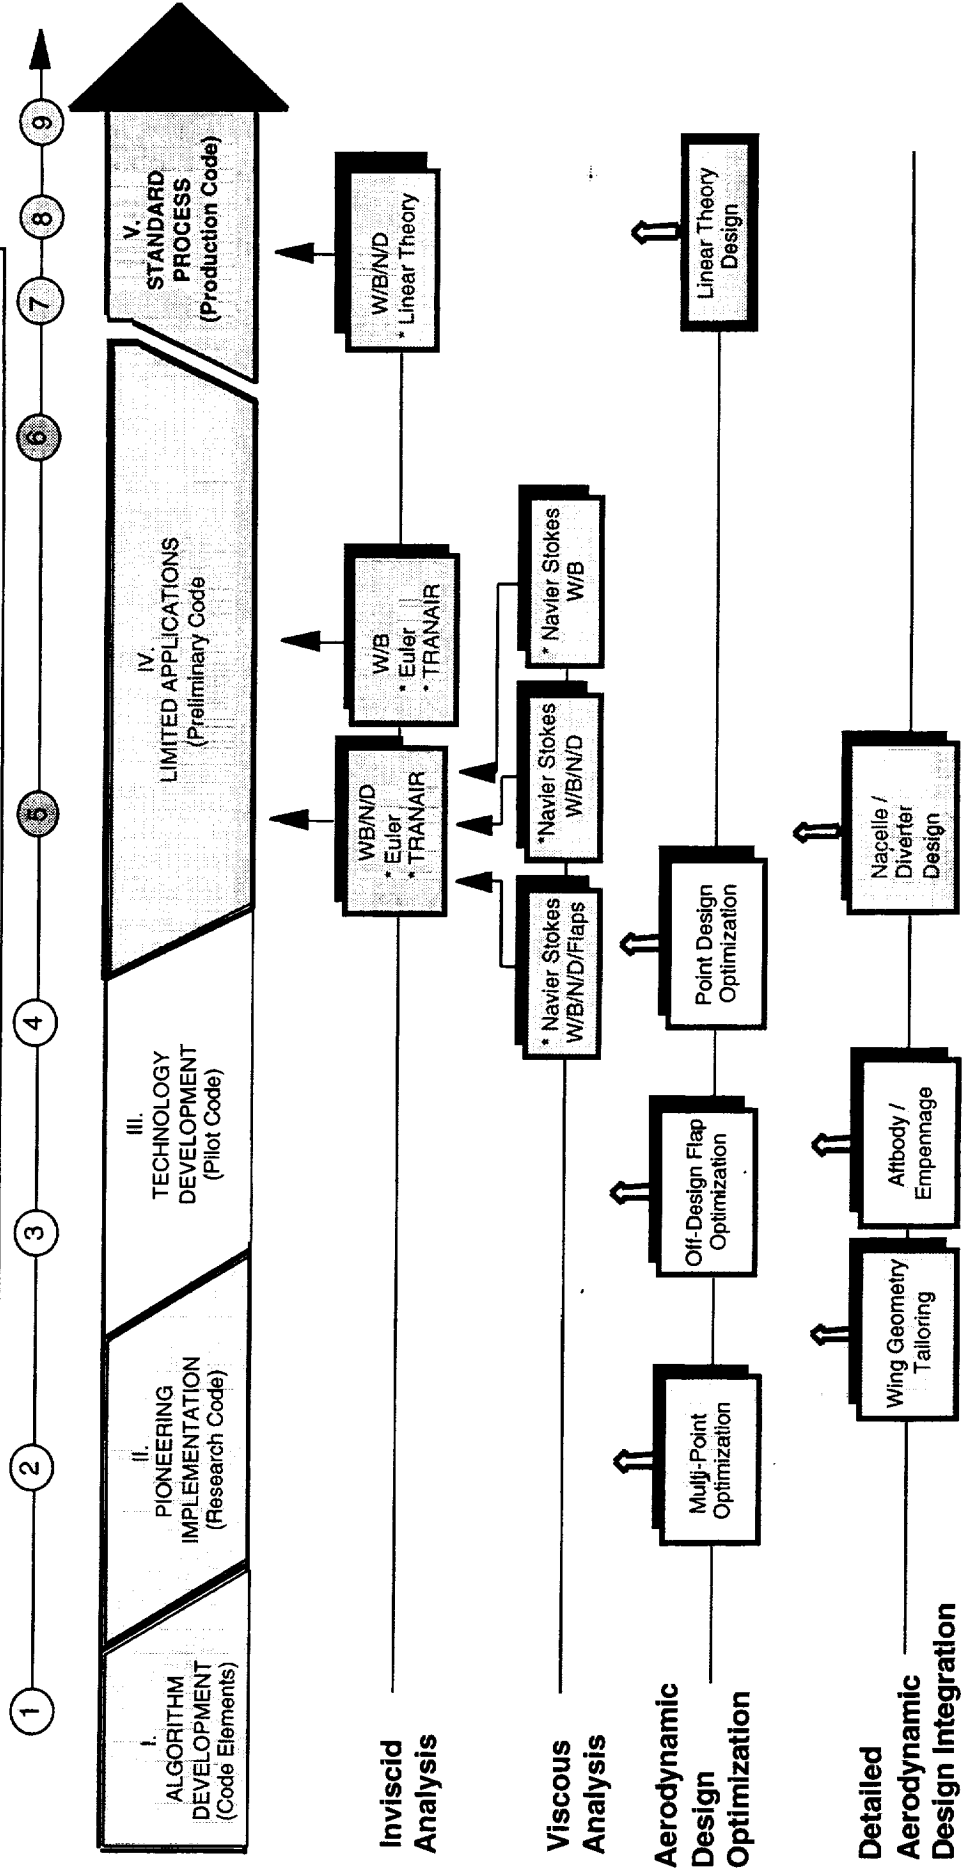 1
2
3
4
5
6
7
8
9
I.
ALGORITHM
DEVELOPMENT
(Code Elements)
II.
PIONEERING
IMPLEMENTATION
(Research Code)
III.
TECHNOLOGY
DEVELOPMENT
(Pilot Code)
IV.
LIMITED APPLICATIONS
(Preliminary Code)
V.
STANDARD
PROCESS
(Production Code)
Inviscid
Analysis
WB/N/D
* Euler
* TRANAIR
W/B
* Euler
* TRANAIR
W/B/N/D
* Linear Theory
Viscous
Analysis
* Navier Stokes
W/B/N/D/Flaps
*Navier Stokes
W/B/N/D
* Navier Stokes
W/B
Aerodynamic
Design
Optimization
Multi-Point
Optimization
Off-Design Flap
Optimization
Point Design
Optimization
Linear Theory
Design
Detailed
Aerodynamic
Design Integration
Wing Geometry
Tailoring
Aftbody /
Empennage
Nacelle /
Diverter
Design